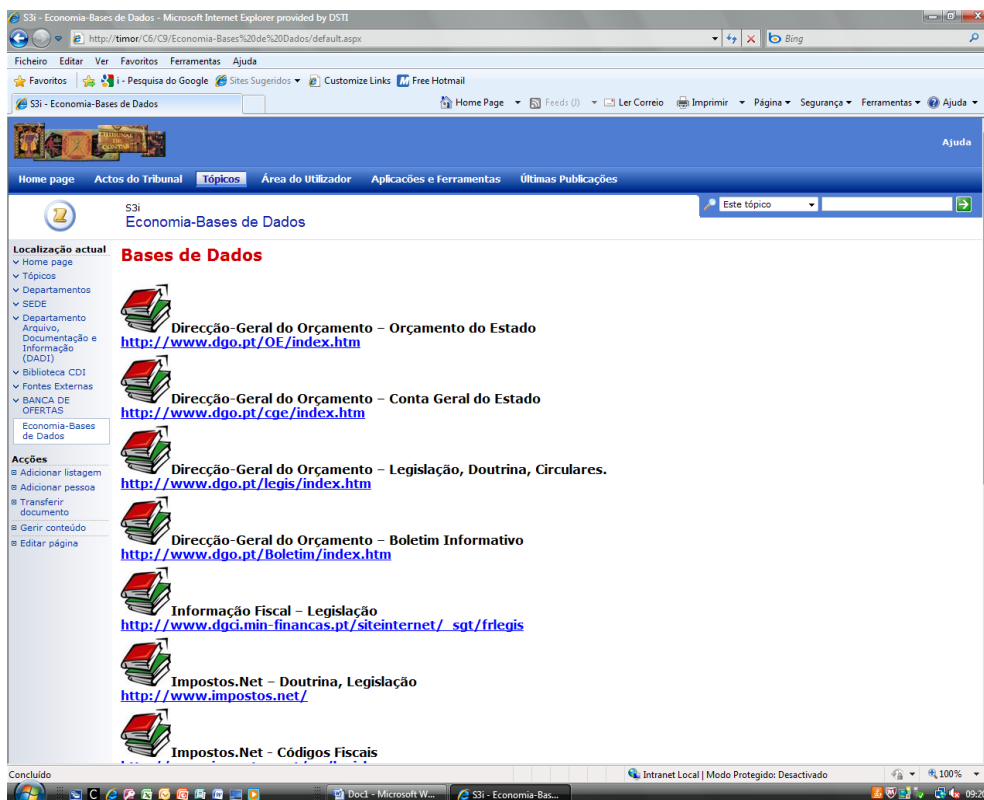 S3i - Economia-Bases de Dados - Microsoft Internet Explorer provided by DSTI
http://timor/C6/C9/Economia-Bases%20de%20Dados/default.aspx
Bing
Ficheiro Editar Ver Favoritos Ferramentas Ajuda
Favoritos i - Pesquisa do Google Sites Sugeridos Customize Links Free Hotmail
S3i - Economia-Bases de Dados
Home Page Feeds (J) Ler Correio Imprimir Página Segurança Ferramentas Ajuda
TRIBUNAL
DE
CONTAS
Ajuda
Home page Actos do Tribunal Tópicos Área do Utilizador Aplicacões e Ferramentas Últimas Publicações
S3i
Economia-Bases de Dados
Este tópico
Localização actual
Home page
Tópicos
Departamentos
SEDE
Departamento
Arquivo,
Documentação e
Informação
(DADI)
Biblioteca CDI
Fontes Externas
BANCA DE
OFERTAS
Economia-Bases
de Dados
Acções
Adicionar listagem
Adicionar pessoa
Transferir
documento
Gerir conteúdo
Editar página
Bases de Dados
Direcção-Geral do Orçamento – Orçamento do Estado
http://www.dgo.pt/OE/index.htm
Direcção-Geral do Orçamento – Conta Geral do Estado
http://www.dgo.pt/cge/index.htm
Direcção-Geral do Orçamento – Legislação, Doutrina, Circulares.
http://www.dgo.pt/legis/index.htm
Direcção-Geral do Orçamento – Boletim Informativo
http://www.dgo.pt/Boletim/index.htm
Informação Fiscal – Legislação
http://www.dgci.min-financas.pt/siteinternet/_sgt/frlegis
Impostos.Net – Doutrina, Legislação
http://www.impostos.net/
Impostos.Net - Códigos Fiscais
Concluído
Intranet Local | Modo Protegido: Desactivado
100%
Doc1 - Microsoft W...
S3i - Economia-Bas...
09:20